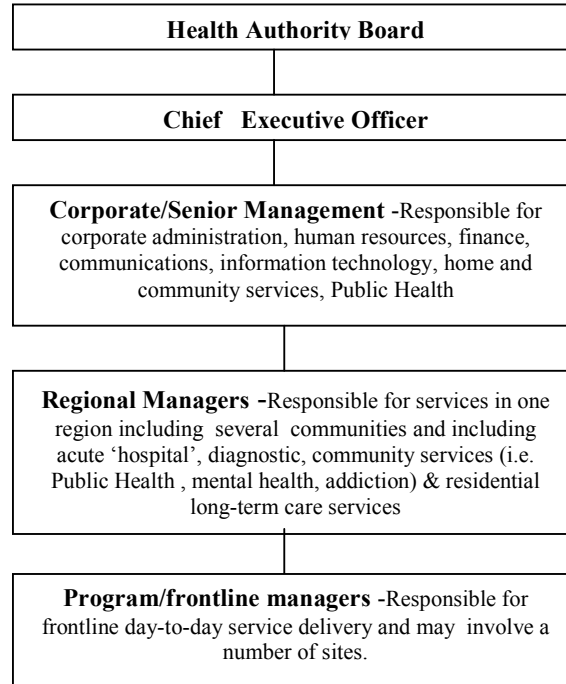 Health Authority Board
Chief Executive Officer
Corporate/Senior Management -Responsible for
corporate administration, human resources, finance,
communications, information technology, home and
community services, Public Health
Regional Managers -Responsible for services in one
region including several communities and including
acute ‘hospital’, diagnostic, community services (i.e.
Public Health , mental health, addiction) & residential
long-term care services
Program/frontline managers -Responsible for
frontline day-to-day service delivery and may involve a
number of sites.